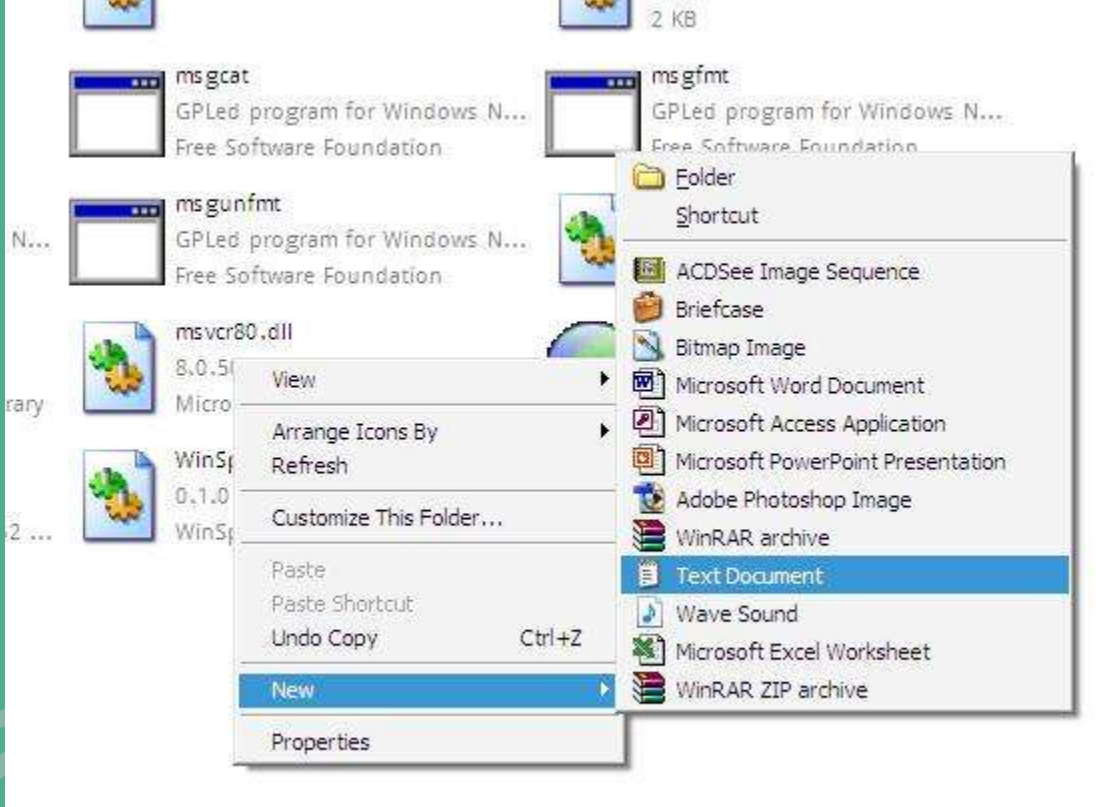 2 KB
msgcat
GPLed program for Windows N...
Free Software Foundation
msgfmt
GPLed program for Windows N...
Free Software Foundation
N...
msgunfmt
GPLed program for Windows N...
Free Software Foundation
msvcr80.dll
8.0.50
Micro
rary
WinSp
0.1.0
WinSp
32 ...
View
Arrange Icons By
Refresh
Customize This Folder...
Paste
Paste Shortcut
Undo Copy Ctrl+Z
New
Properties
Folder
Shortcut
ACDSee Image Sequence
Briefcase
Bitmap Image
Microsoft Word Document
Microsoft Access Application
Microsoft PowerPoint Presentation
Adobe Photoshop Image
WinRAR archive
Text Document
Wave Sound
Microsoft Excel Worksheet
WinRAR ZIP archive